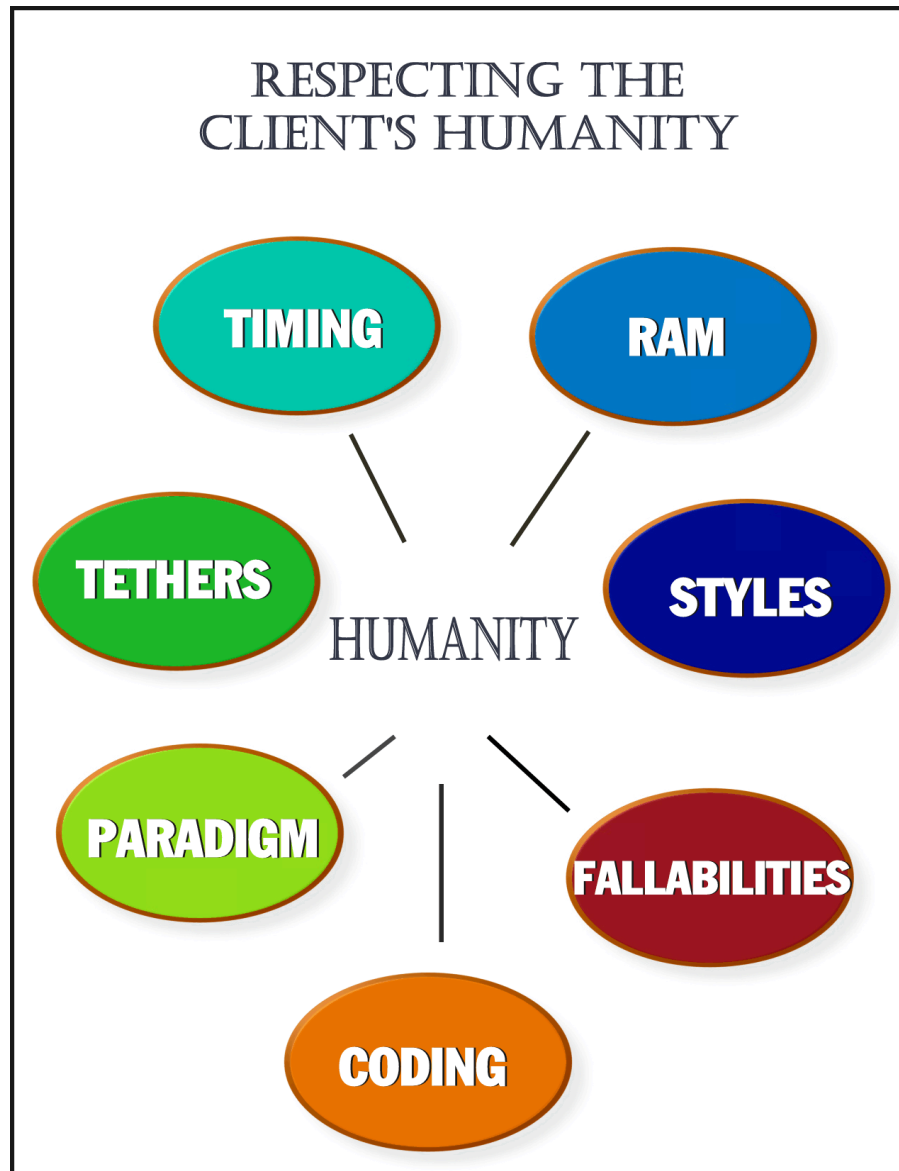 RESPECTING THE
CLIENT'S HUMANITY
TIMING
RAM
TETHERS
STYLES
HUMANITY
PARADIGM
FALLABILITIES
CODING